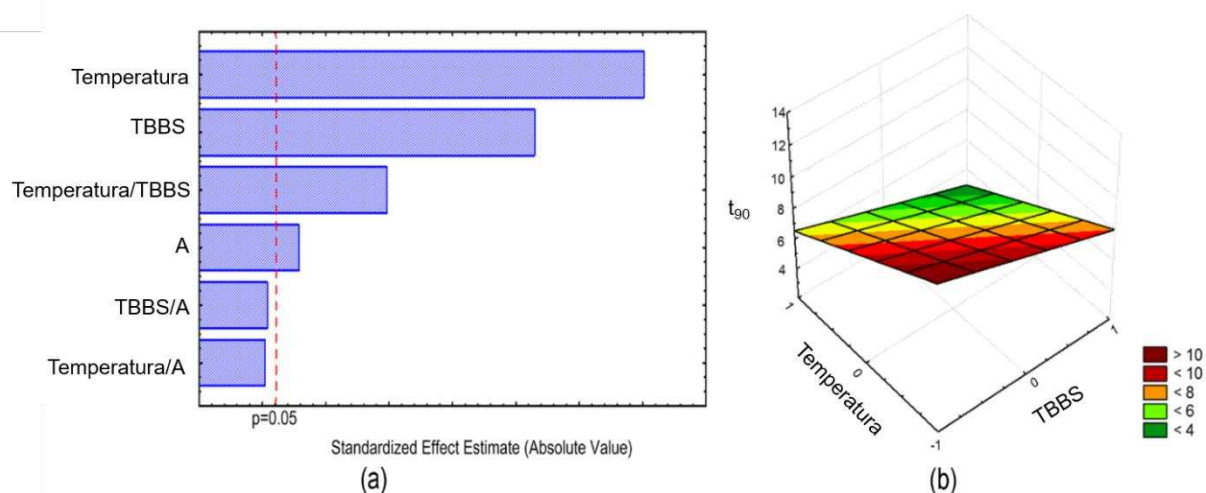 Temperatura
TBBS
Temperatura/TBBS
A
TBBS/A
Temperatura/A
p=0.05
Standardized Effect Estimate (Absolute Value)
(a)
14
12
10
8
6
4
t90
1
0
-1
Temperatura
1
0
TBBS
> 10
< 10
< 8
< 6
< 4
(b)